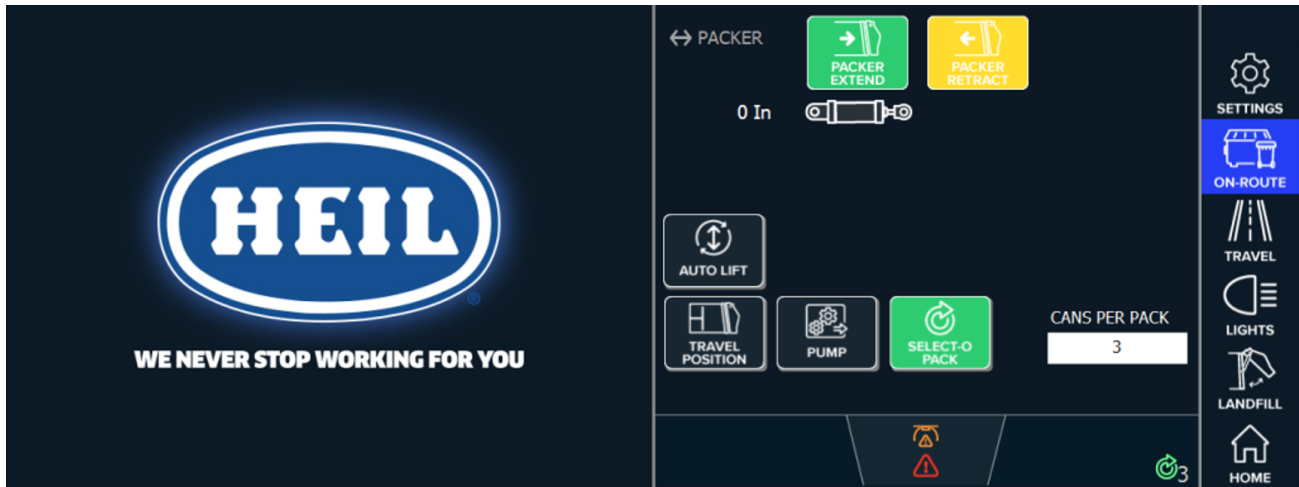 HEIL
®
WE NEVER STOP WORKING FOR YOU
PACKER
PACKER
EXTEND
PACKER
RETRACT
0 In
AUTO LIFT
TRAVEL
POSITION
PUMP
SELECT-O
PACK
CANS PER PACK
3
3
SETTINGS
ON-ROUTE
TRAVEL
LIGHTS
LANDFILL
HOME